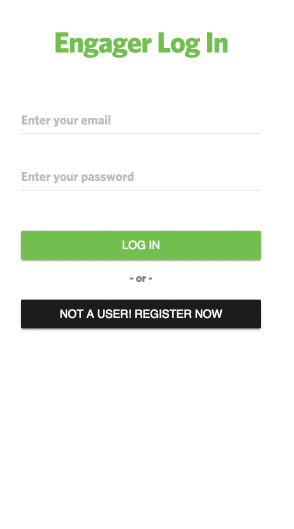 Engager Log In
Enter your email
Enter your password
LOG IN
- or -
NOT A USER! REGISTER NOW